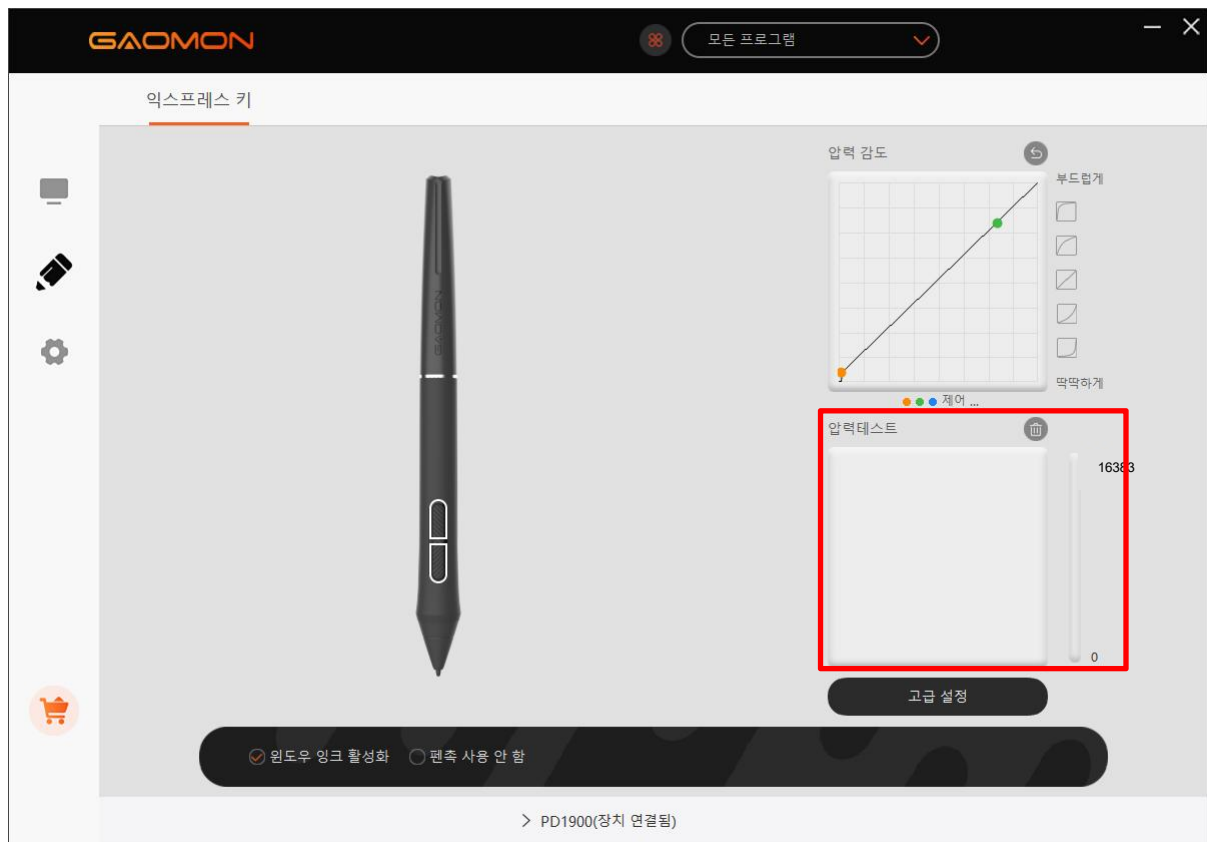 GAOMON
모든 프로그램
익스프레스 키
압력 감도
부드럽게
GAOMON
딱딱하게
제어 ...
압력테스트
16383
0
고급 설정
윈도우 잉크 활성화 펜촉 사용 안 함
PD1900(장치 연결됨)